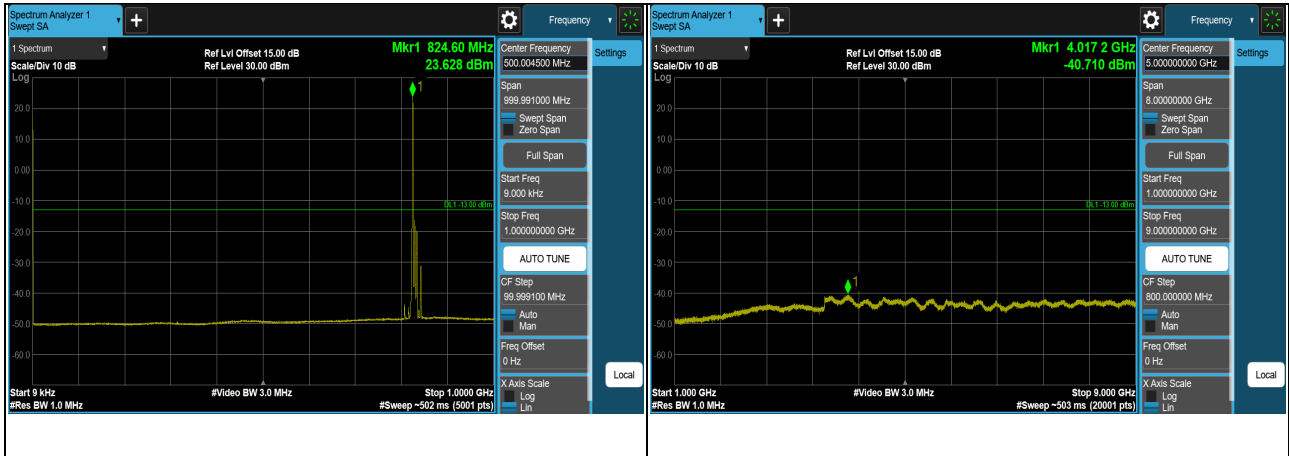 Spectrum Analyzer 1
Swept SA
Frequency
1 Spectrum
Scale/Div 10 dB
Log
Ref Lvl Offset 15.00 dB
Ref Level 30.00 dBm
Mkr1 824.60 MHz
23.628 dBm
1
20.0
10.0
0.00
-10.0
-20.0
-30.0
-40.0
-50.0
-60.0
DL1 -13.00 dBm
Start 9 kHz
#Res BW 1.0 MHz
#Video BW 3.0 MHz
Stop 1.0000 GHz
#Sweep ~502 ms (5001 pts)
Center Frequency
500.004500 MHz
Span
999.991000 MHz
Swept Span
Zero Span
Full Span
Start Freq
9.000 kHz
Stop Freq
1.000000000 GHz
AUTO TUNE
CF Step
99.999100 MHz
Auto
Man
Freq Offset
0 Hz
X Axis Scale
Log
Lin
Settings
Local
Spectrum Analyzer 1
Swept SA
Frequency
1 Spectrum
Scale/Div 10 dB
Log
Ref Lvl Offset 15.00 dB
Ref Level 30.00 dBm
Mkr1 4.017 2 GHz
-40.710 dBm
1
20.0
10.0
0.00
-10.0
-20.0
-30.0
-40.0
-50.0
-60.0
DL1 -13.00 dBm
Start 1.000 GHz
#Res BW 1.0 MHz
#Video BW 3.0 MHz
Stop 9.000 GHz
#Sweep ~503 ms (20001 pts)
Center Frequency
5.00000000 GHz
Span
8.00000000 GHz
Swept Span
Zero Span
Full Span
Start Freq
1.000000000 GHz
Stop Freq
9.000000000 GHz
AUTO TUNE
CF Step
800.000000 MHz
Auto
Man
Freq Offset
0 Hz
X Axis Scale
Log
Lin
Settings
Local